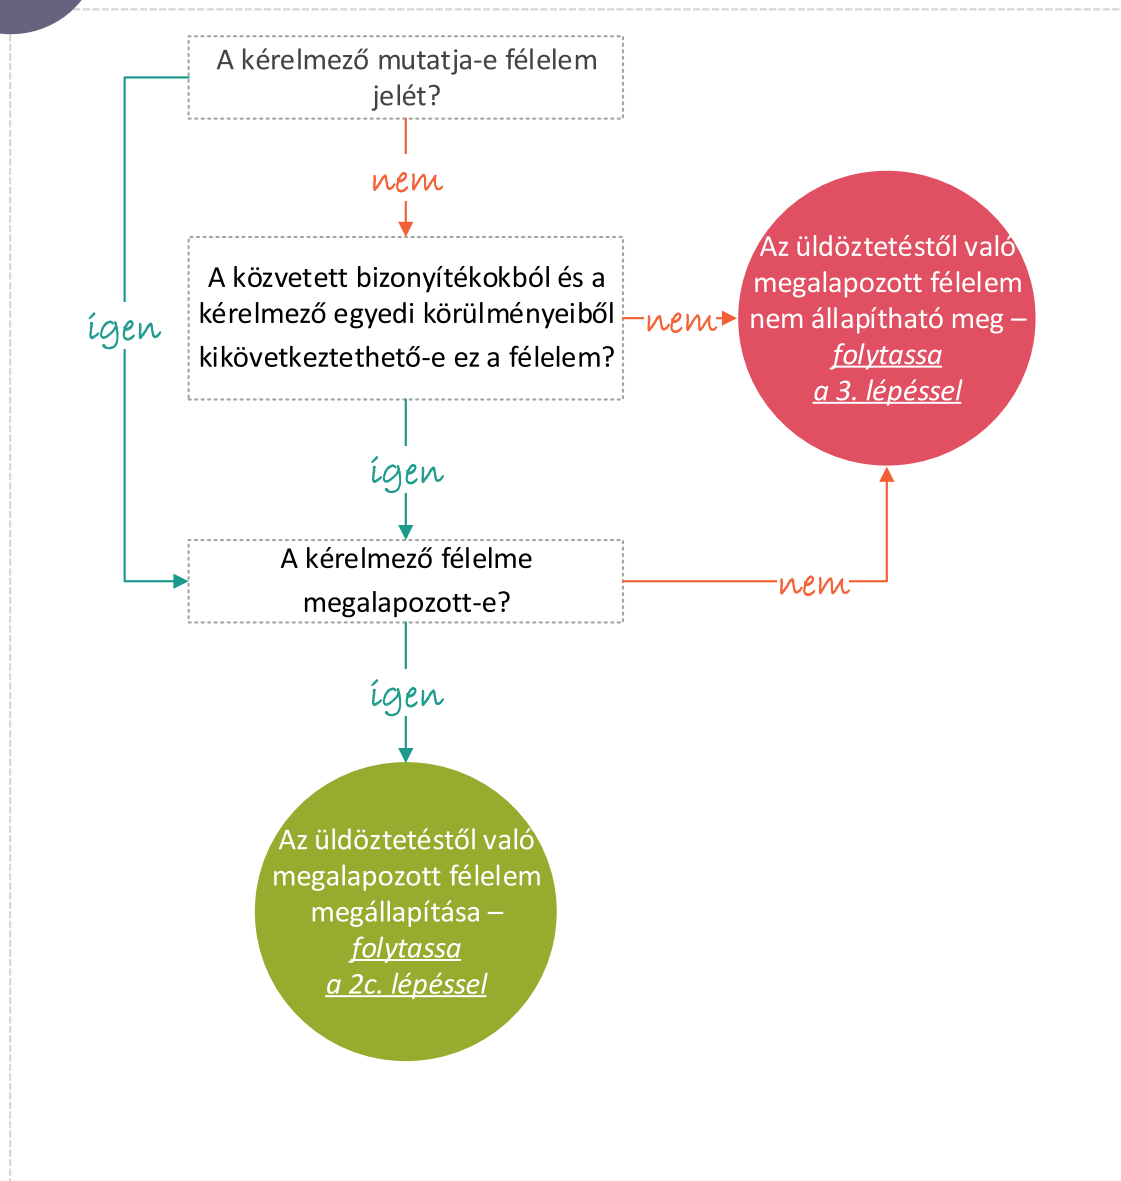 A kérelmező mutatja-e félelem
jelét?
nem
igen
A közvetett bizonyítékokból és a
kérelmező egyedi körülményeiből
kikövetkeztethető-e ez a félelem?
nem
Az üldöztetéstől való
megalapozott félelem
nem állapítható meg –
folytassa
a 3. lépéssel
igen
A kérelmező félelme
megalapozott-e?
nem
igen
Az üldöztetéstől való
megalapozott félelem
megállapítása –
folytassa
a 2c. lépéssel